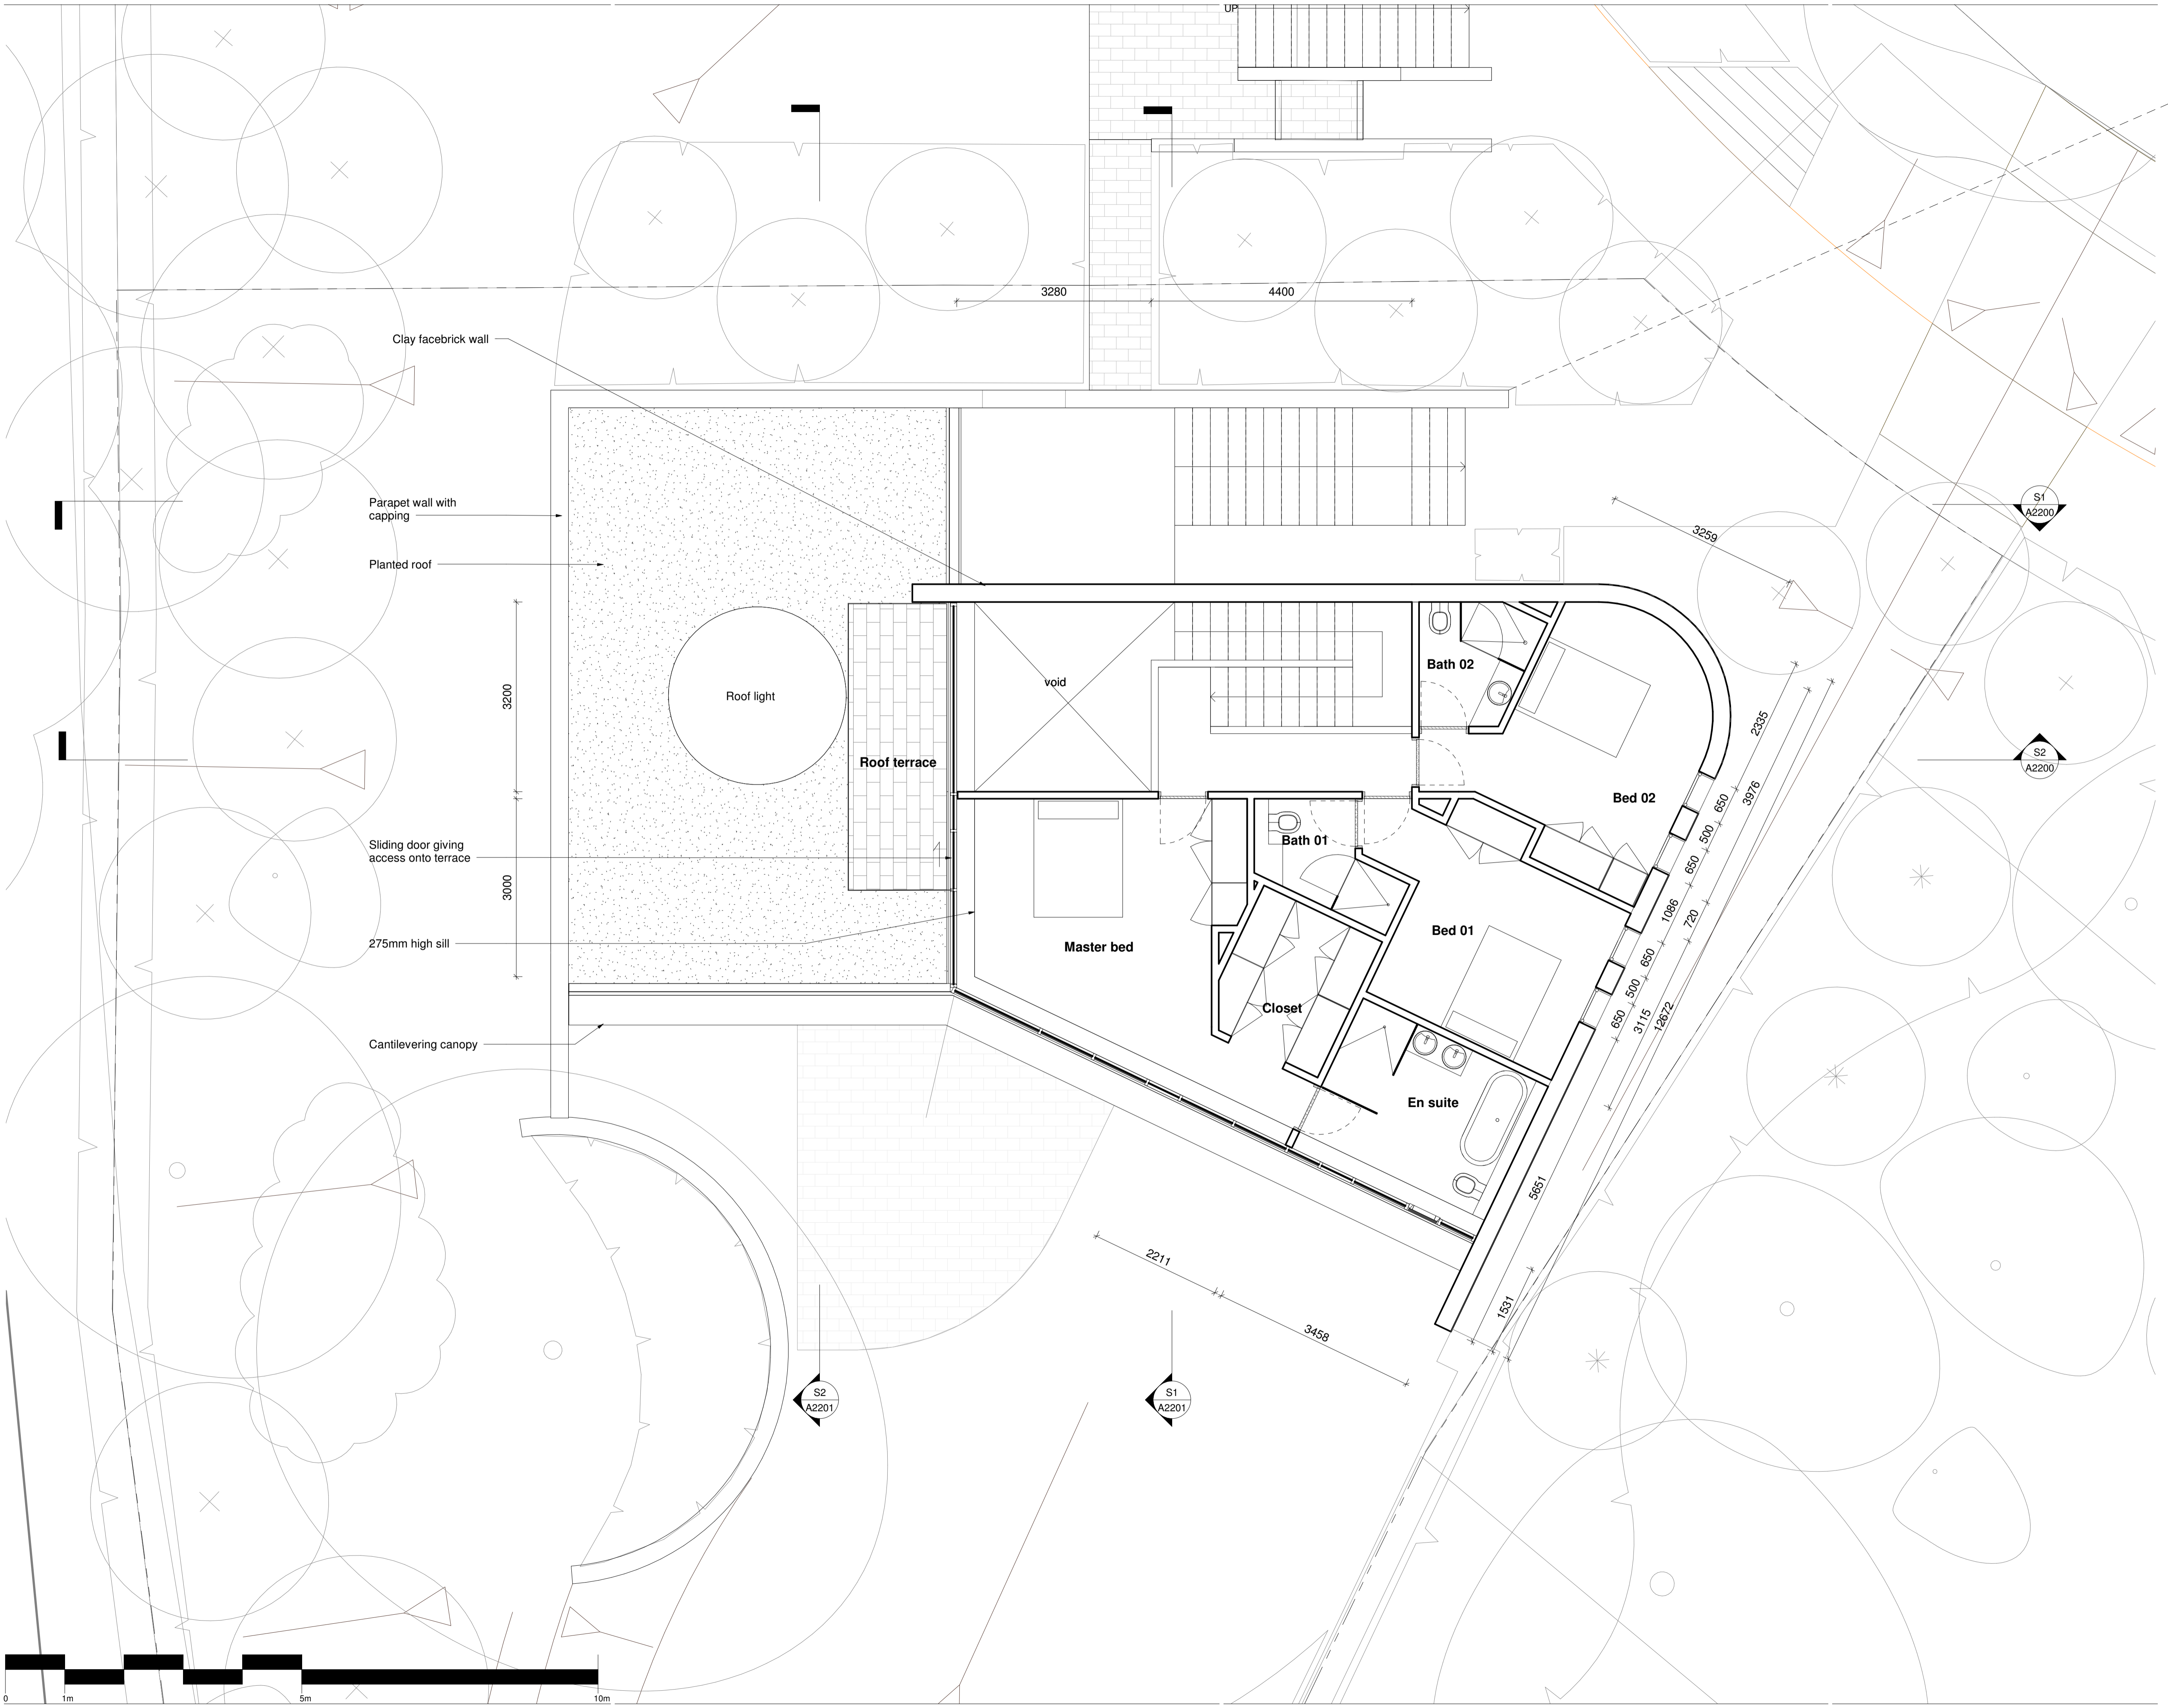 UP
3280
4400
Clay facebrick wall
Parapet wall with
capping
S1
A2200
3259
Planted roof
3200
Roof light
void
Bath 02
Roof terrace
2335
S2
A2200
Bed 02
650
3976
500
650
Sliding door giving
access onto terrace
Bath 01
3000
1086
720
275mm high sill
Master bed
Bed 01
650
500
650
3115
12672
Closet
Cantilevering canopy
En suite
5651
2211
1531
3458
S2
A2201
S1
A2201
0
1m
5m
10m